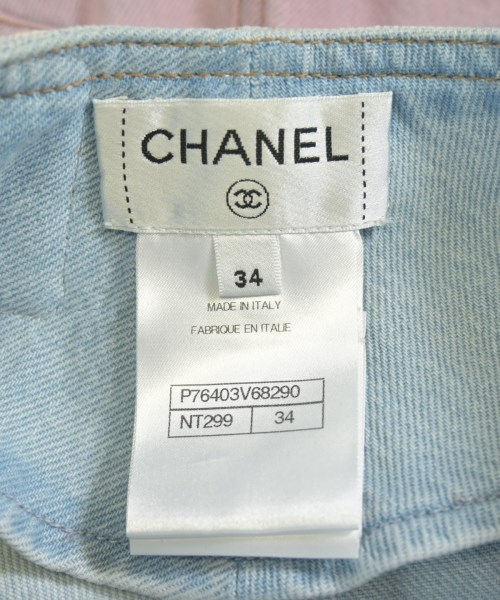 CHANEL
34
MADE IN ITALY
FABRIQUE EN ITALIE
P76403V68290
NT299 34